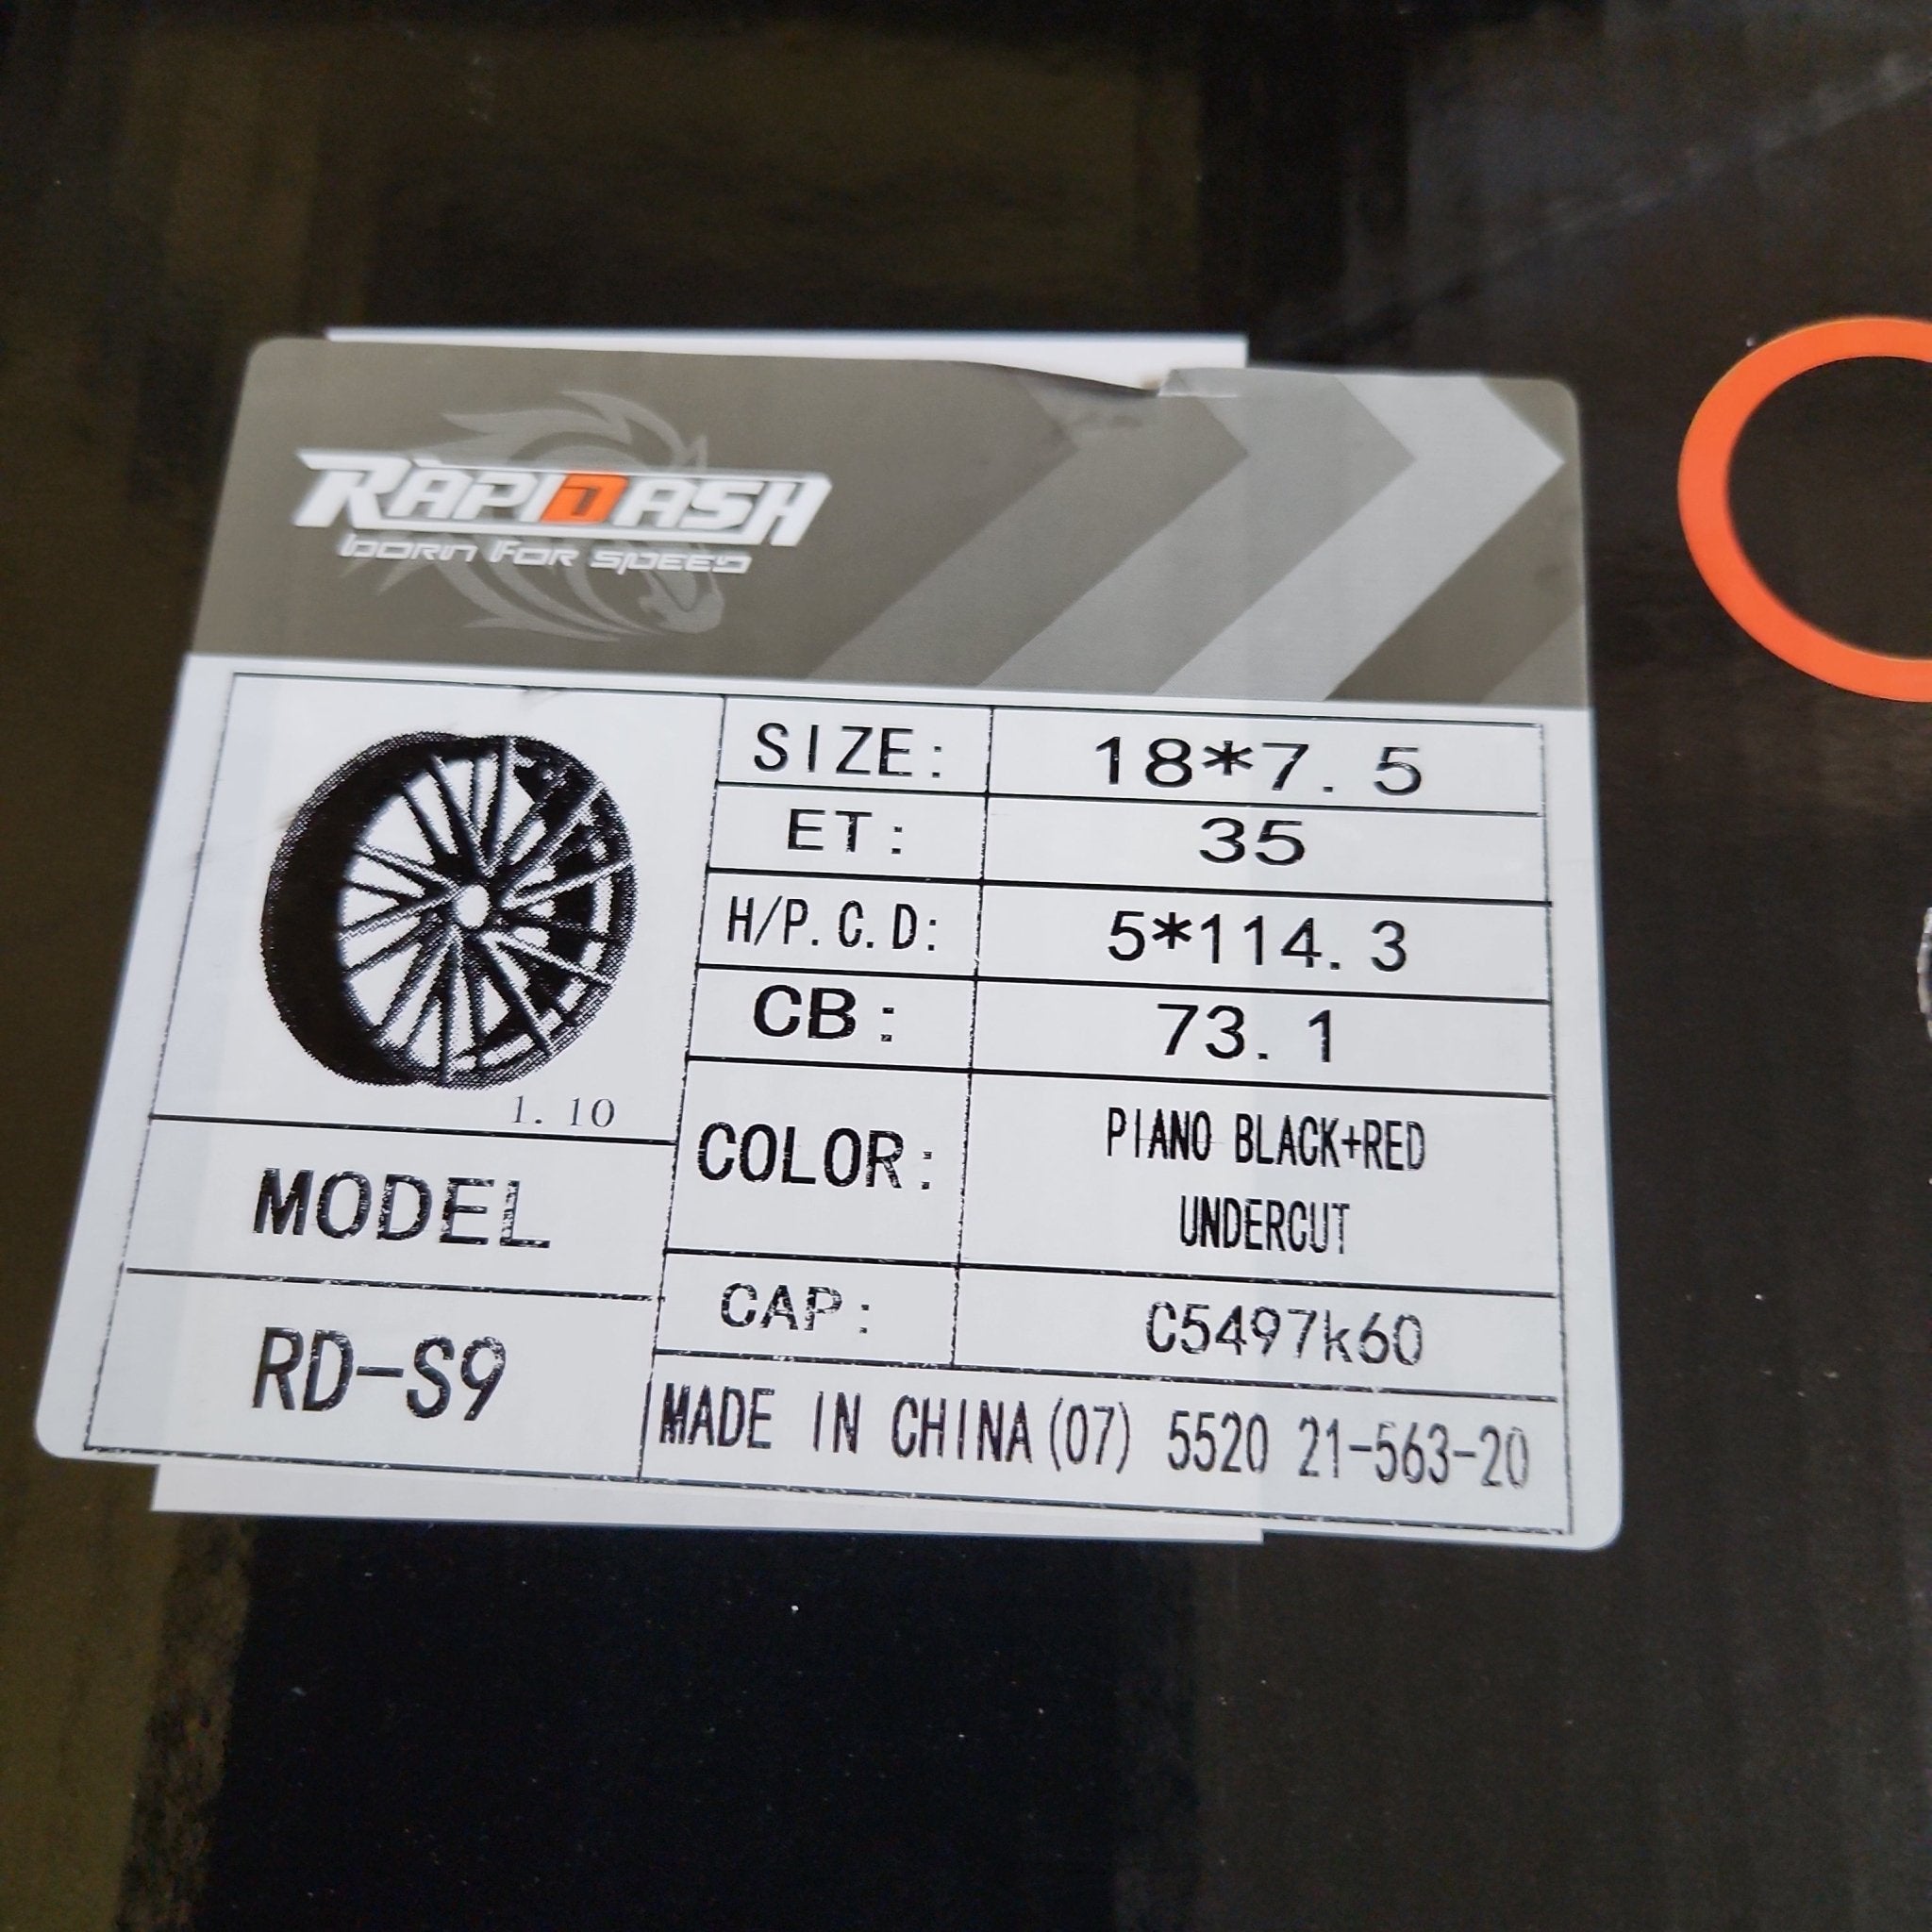 RAPIDASH
BORN FOR SPEED
SIZE: 18*7.5
ET: 35
H/P.C.D: 5*114.3
CB: 73.1
1.10
COLOR: PIANO BLACK+RED
UNDERCUT
MODEL
CAP: C5497k60
RD-S9
MADE IN CHINA(07) 5520 21-563-20